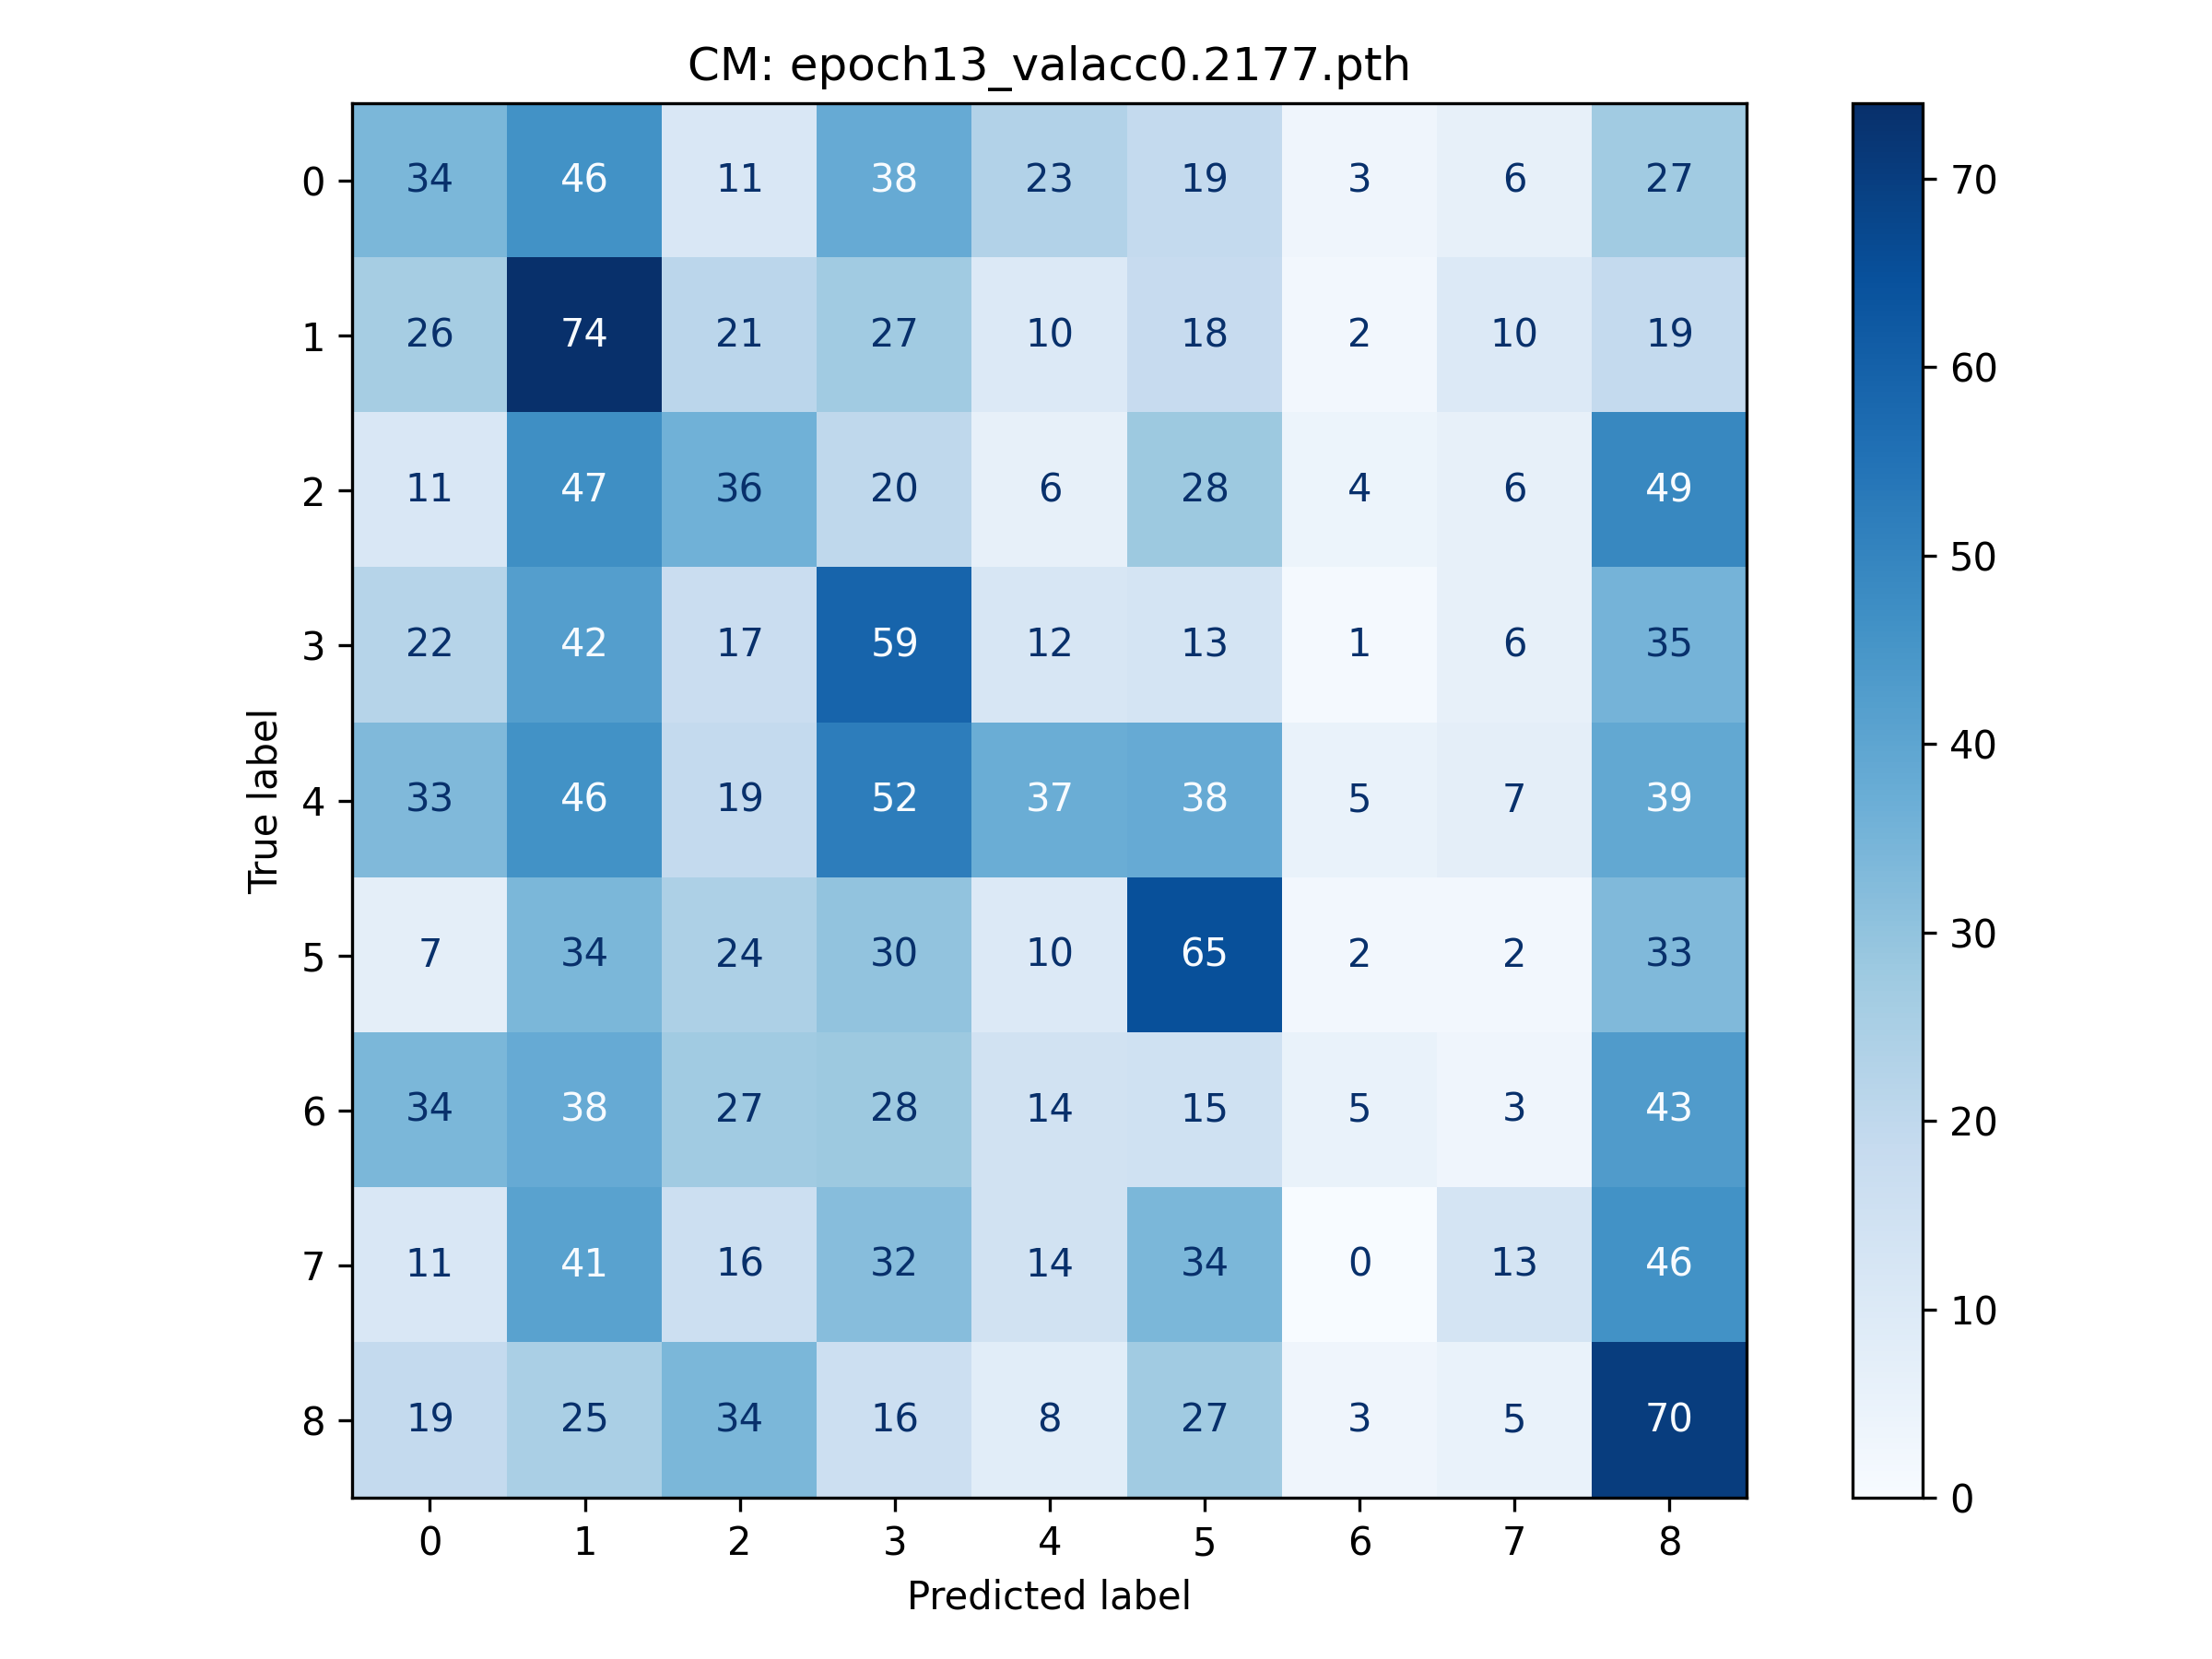 CM: epoch13_valacc0.2177.pth
0 34 46 11 38 23 19 3 6 27
1 26 74 21 27 10 18 2 10 19
2 11 47 36 20 6 28 4 6 49
3 22 42 17 59 12 13 1 6 35
4 33 46 19 52 37 38 5 7 39
5 7 34 24 30 10 65 2 2 33
6 34 38 27 28 14 15 5 3 43
7 11 41 16 32 14 34 0 13 46
8 19 25 34 16 8 27 3 5 70
0 1 2 3 4 5 6 7 8
Predicted label
True label
70
60
50
40
30
20
10
0